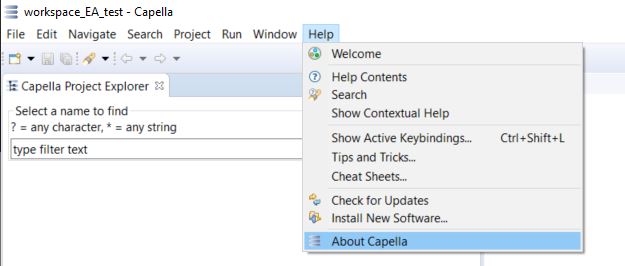 workspace_EA_test - Capella
File Edit Navigate Search Project Run Window Help
Welcome
Help Contents
Search
Show Contextual Help
Show Active Keybindings... Ctrl+Shift+L
Tips and Tricks...
Cheat Sheets...
Check for Updates
Install New Software...
About Capella
Capella Project Explorer
Select a name to find
? = any character, * = any string
type filter text